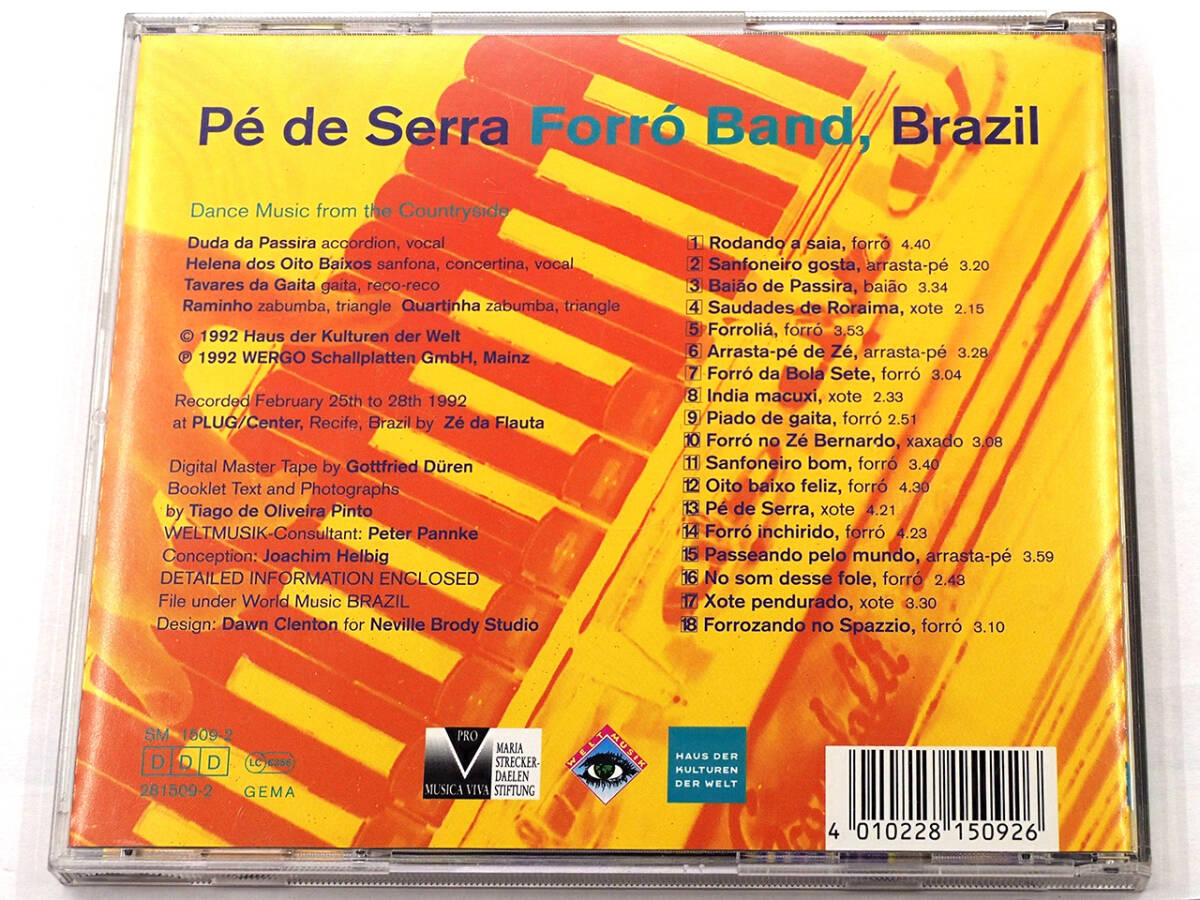 Pé de Serra Forró Band, Brazil
Dance Music from the Countryside
Duda da Passira accordion, vocal
Helena dos Oito Baixos sanfona, concertina, vocal
Tavares da Gaita gaita, reco-reco
Raminho zabumba, triangle Quartinha zabumba, triangle
© 1992 Haus der Kulturen der Welt
℗ 1992 WERGO Schallplatten GmbH, Mainz
Recorded February 25th to 28th 1992
at PLUG/Center, Recife, Brazil by Zé da Flauta
Digital Master Tape by Gottfried Düren
Booklet Text and Photographs
by Tiago de Oliveira Pinto
WELTMUSIK-Consultant: Peter Pannke
Conception: Joachim Helbig
DETAILED INFORMATION ENCLOSED
File under World Music BRAZIL
Design: Dawn Clenton for Neville Brody Studio
1 Rodando a saia, forró 4.40
2 Sanfoneiro gosta, arrasta-pé 3.20
3 Baião de Passira, baião 3.34
4 Saudades de Roraima, xote 2.15
5 Forroliá, forró 3.53
6 Arrasta-pé de Zé, arrasta-pé 3.28
7 Forró da Bola Sete, forró 3.04
8 India macuxi, xote 2.33
9 Piado de gaita, forró 2.51
10 Forró no Zé Bernardo, xaxado 3.08
11 Sanfoneiro bom, forró 3.40
12 Oito baixo feliz, forró 4.30
13 Pé de Serra, xote 4.21
14 Forró inchirido, forró 4.23
15 Passeando pelo mundo, arrasta-pé 3.59
16 No som desse fole, forró 2.43
17 Xote pendurado, xote 3.30
18 Forrozando no Spazzio, forró 3.10
SM 1509-2
DDD LC 6356
281509-2 GEMA
PRO
MUSICA VIVA
MARIA
STRECKER-
DAELEN
STIFTUNG
WELTMUSIK
HAUS DER
KULTUREN
DER WELT
4 010228 150926